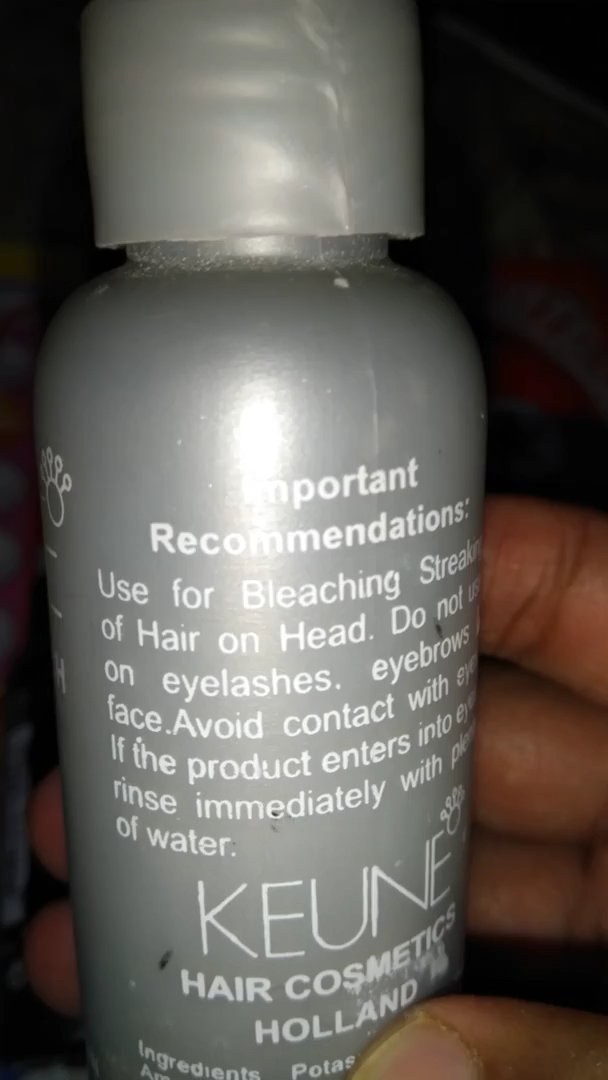 Important
Recommendations:
Use for Bleaching
of Hair on Head. Do not
on eyelashes. eyebrows
face.Avoid contact with
If the product enters into
rinse immediately with
of water.
KEUNE
HAIR COSMETICS
HOLLAND
Ingredients